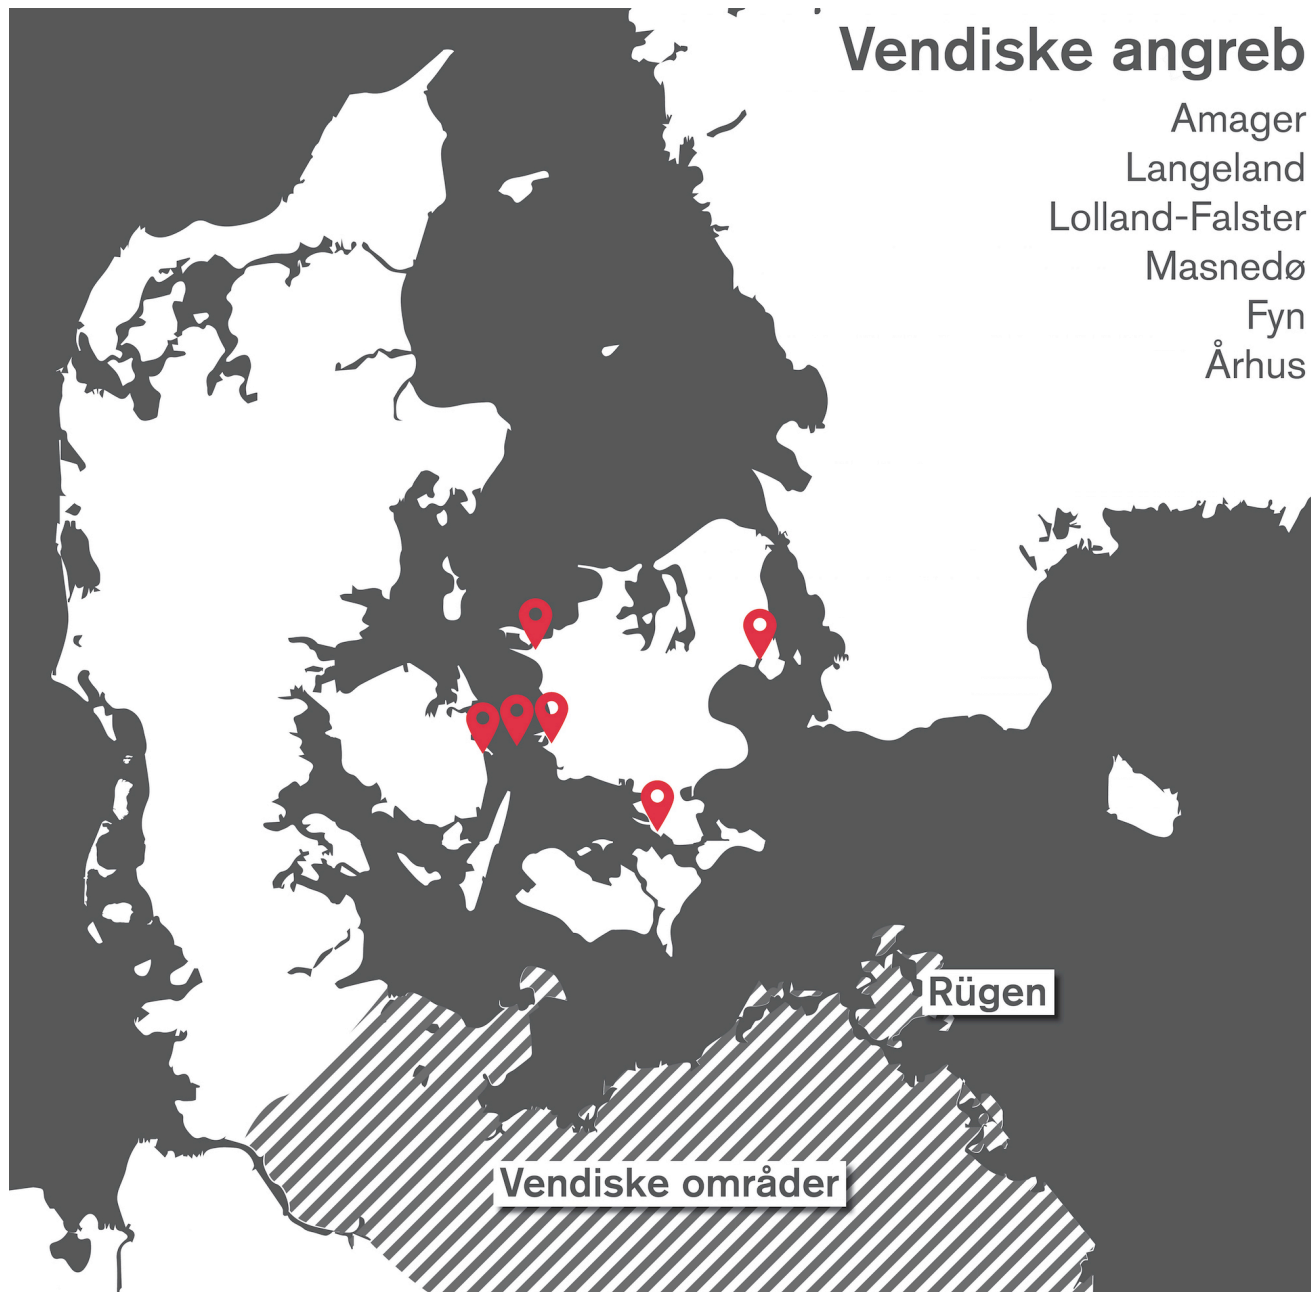 Vendiske angreb
Amager
Langeland
Lolland-Falster
Masnedø
Fyn
Århus
Rügen
Vendiske områder